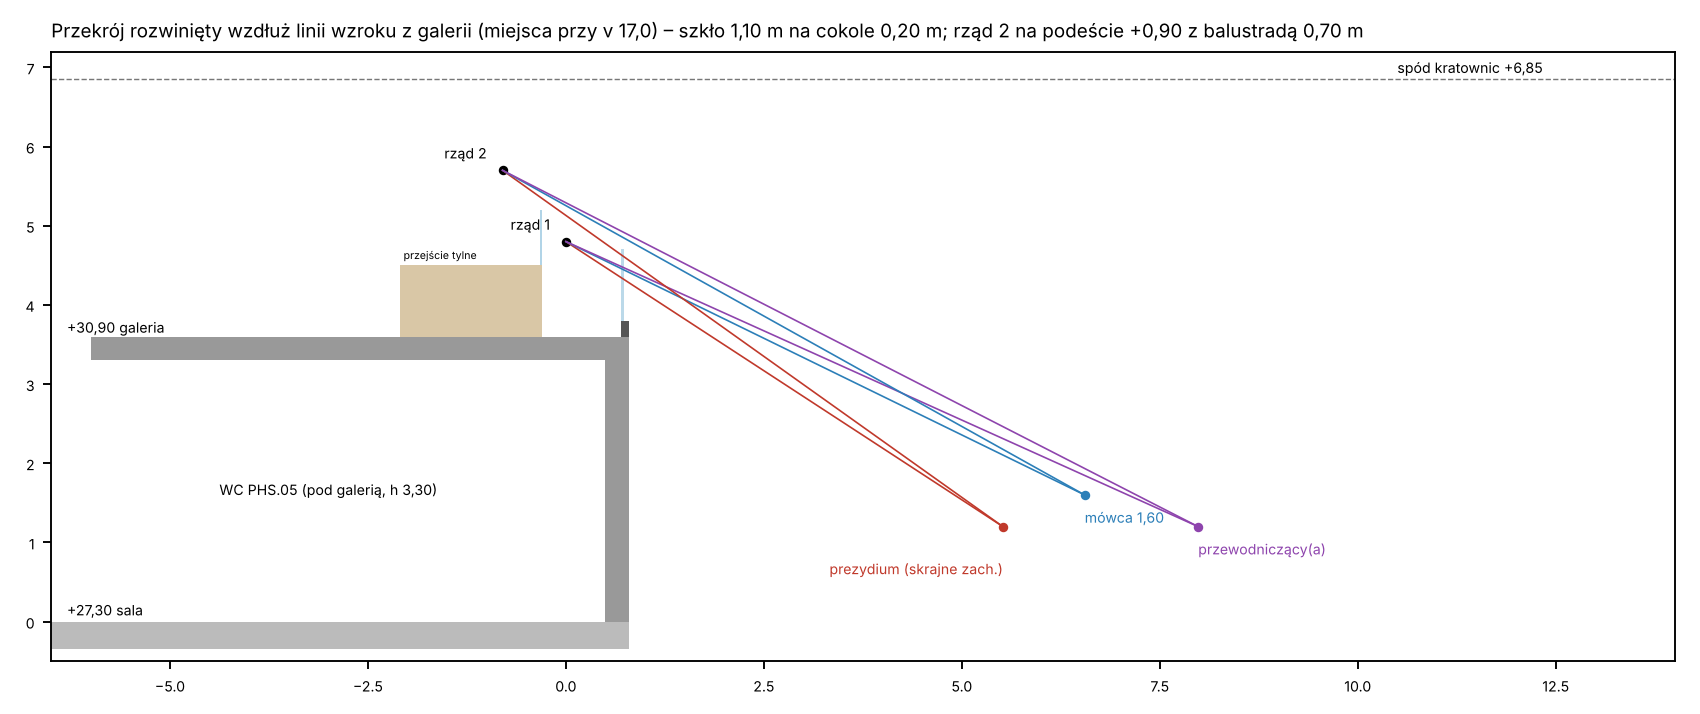 Przekrój rozwinięty wzdłuż linii wzroku z galerii (miejsca przy v 17,0) – szkło 1,10 m na cokole 0,20 m; rząd 2 na podeście +0,90 z balustradą 0,70 m
7
spód kratownic +6,85
6
rząd 2
5
rząd 1
przejście tylne
4
+30,90 galeria
3
2
WC PHS.05 (pod galerią, h 3,30)
mówca 1,60
1
przewodniczący(a)
prezydium (skrajne zach.)
+27,30 sala
0
−5.0 −2.5 0.0 2.5 5.0 7.5 10.0 12.5